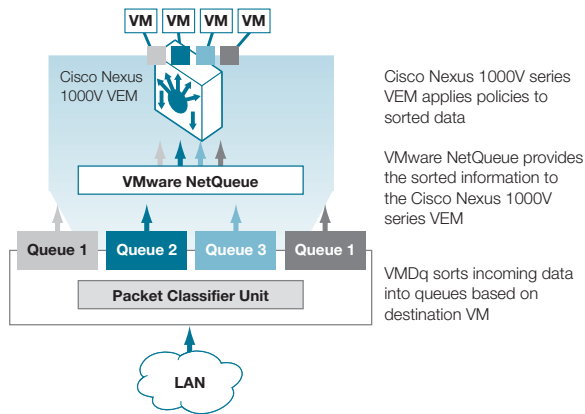 VM VM VM VM
Cisco Nexus
1000V VEM
Cisco Nexus 1000V series
VEM applies policies to
sorted data
VMware NetQueue
VMware NetQueue provides
the sorted information to
the Cisco Nexus 1000V
series VEM
Queue 1 Queue 2 Queue 3 Queue 1
Packet Classifier Unit
VMDq sorts incoming data
into queues based on
destination VM
LAN